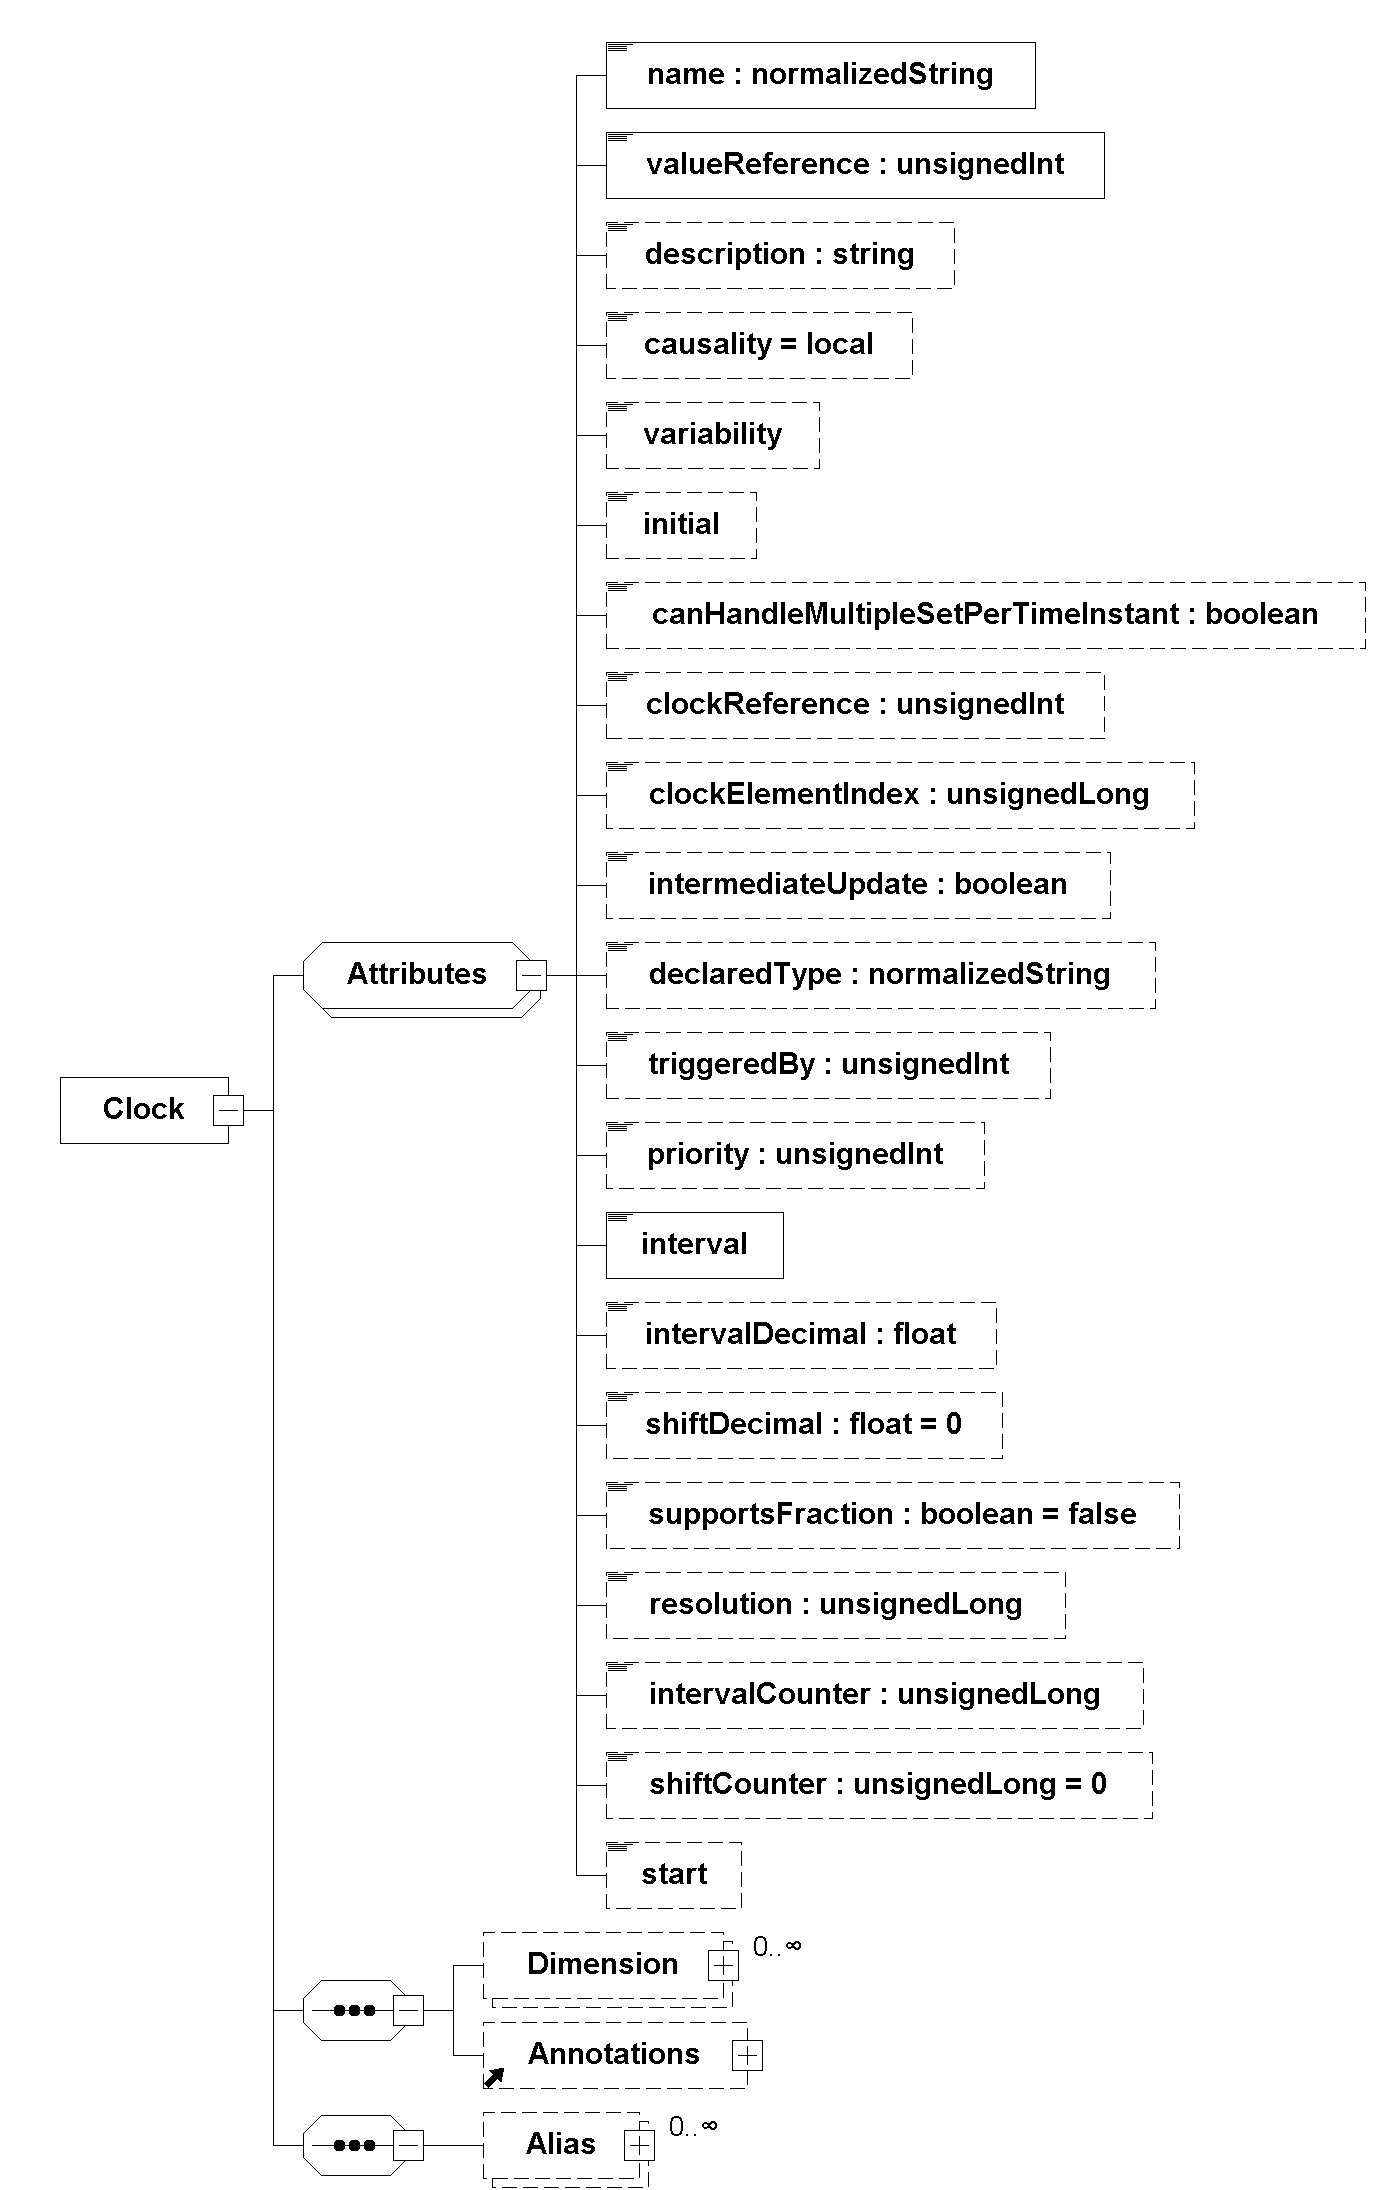 name : normalizedString
valueReference : unsignedInt
description : string
causality = local
variability
initial
canHandleMultipleSetPerTimeInstant : boolean
clockReference : unsignedInt
clockElementIndex : unsignedLong
intermediateUpdate : boolean
Attributes
declaredType : normalizedString
triggeredBy : unsignedInt
Clock
priority : unsignedInt
interval
intervalDecimal : float
shiftDecimal : float = 0
supportsFraction : boolean = false
resolution : unsignedLong
intervalCounter : unsignedLong
shiftCounter : unsignedLong = 0
start
Dimension
0..∞
Annotations
Alias
0..∞